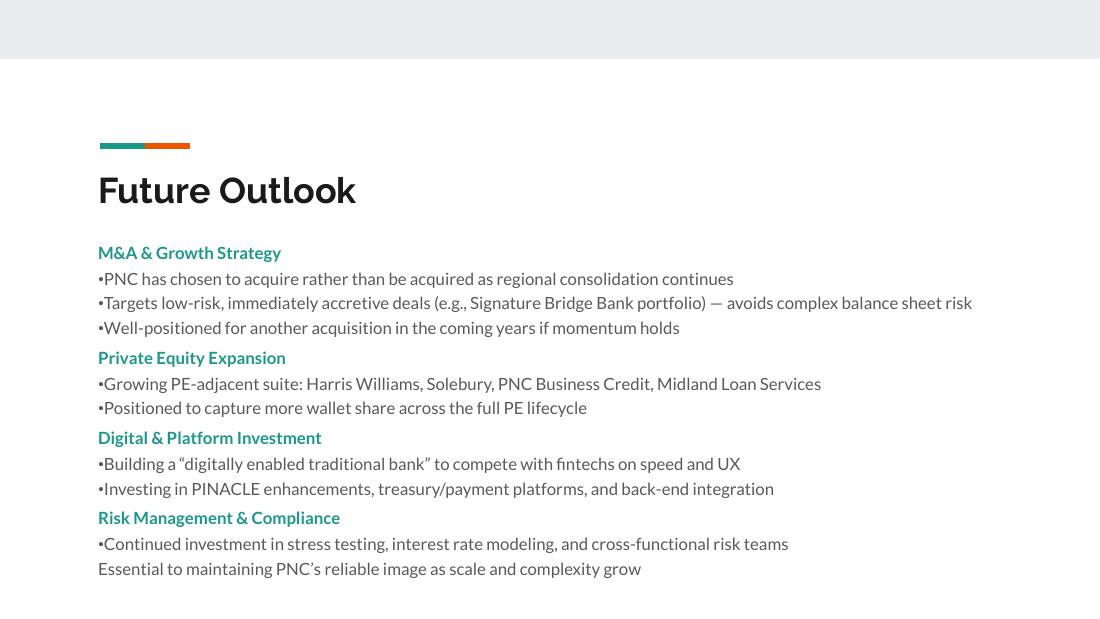 Future Outlook
M&A & Growth Strategy
•PNC has chosen to acquire rather than be acquired as regional consolidation continues
•Targets low-risk, immediately accretive deals (e.g., Signature Bridge Bank portfolio) — avoids complex balance sheet risk
•Well-positioned for another acquisition in the coming years if momentum holds
Private Equity Expansion
•Growing PE-adjacent suite: Harris Williams, Solebury, PNC Business Credit, Midland Loan Services
•Positioned to capture more wallet share across the full PE lifecycle
Digital & Platform Investment
•Building a “digitally enabled traditional bank” to compete with fintechs on speed and UX
•Investing in PINACLE enhancements, treasury/payment platforms, and back-end integration
Risk Management & Compliance
•Continued investment in stress testing, interest rate modeling, and cross-functional risk teams
Essential to maintaining PNC’s reliable image as scale and complexity grow